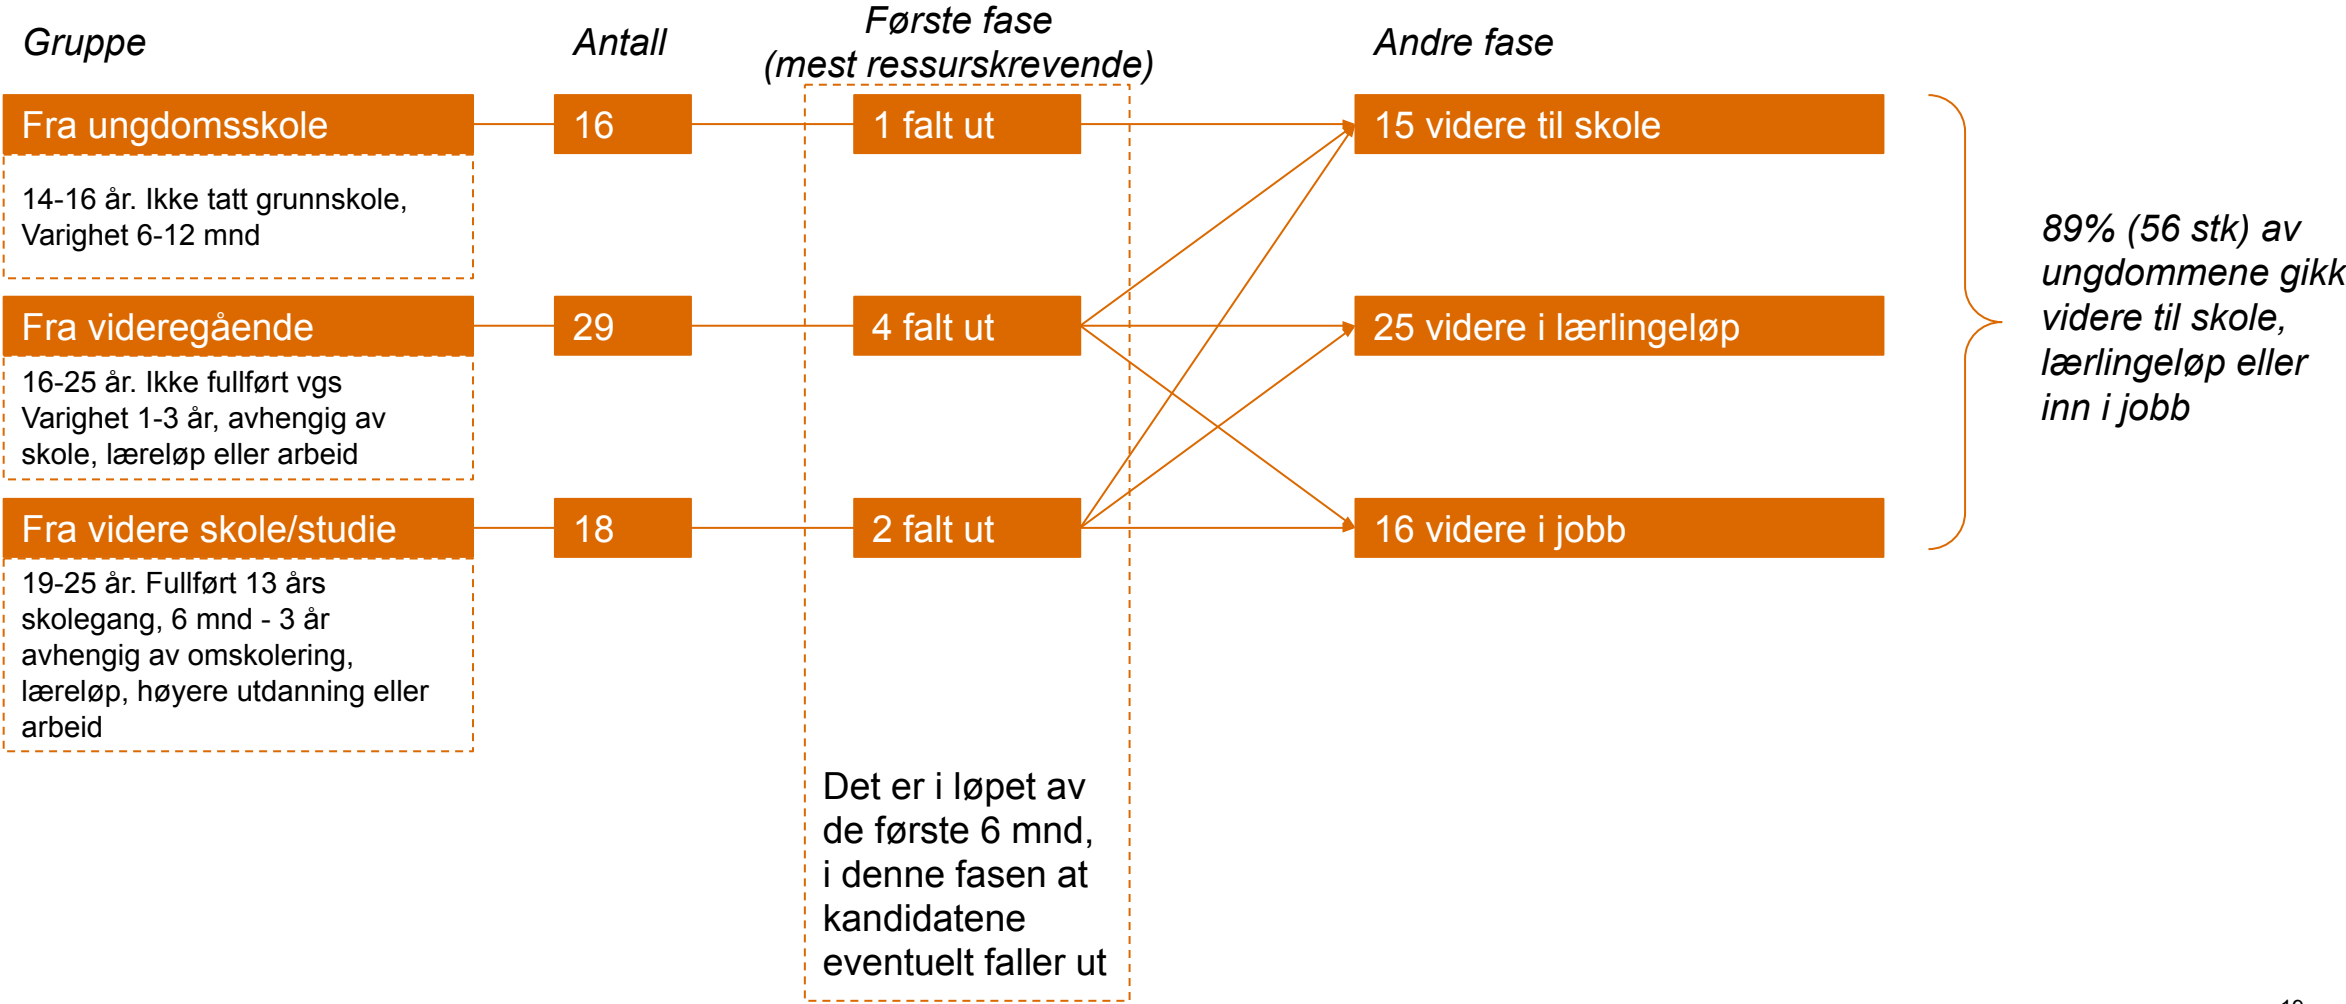 Gruppe
Antall
Første fase
(mest ressurskrevende)
Andre fase
Fra ungdomsskole
16
1 falt ut
15 videre til skole
14-16 år. Ikke tatt grunnskole,
Varighet 6-12 mnd
Fra videregående
29
4 falt ut
25 videre i lærlingeløp
16-25 år. Ikke fullført vgs
Varighet 1-3 år, avhengig av
skole, læreløp eller arbeid
Fra videre skole/studie
18
2 falt ut
16 videre i jobb
19-25 år. Fullført 13 års
skolegang, 6 mnd - 3 år
avhengig av omskolering,
læreløp, høyere utdanning eller
arbeid
Det er i løpet av
de første 6 mnd,
i denne fasen at
kandidatene
eventuelt faller ut
89% (56 stk) av
ungdommene gikk
videre til skole,
lærlingeløp eller
inn i jobb